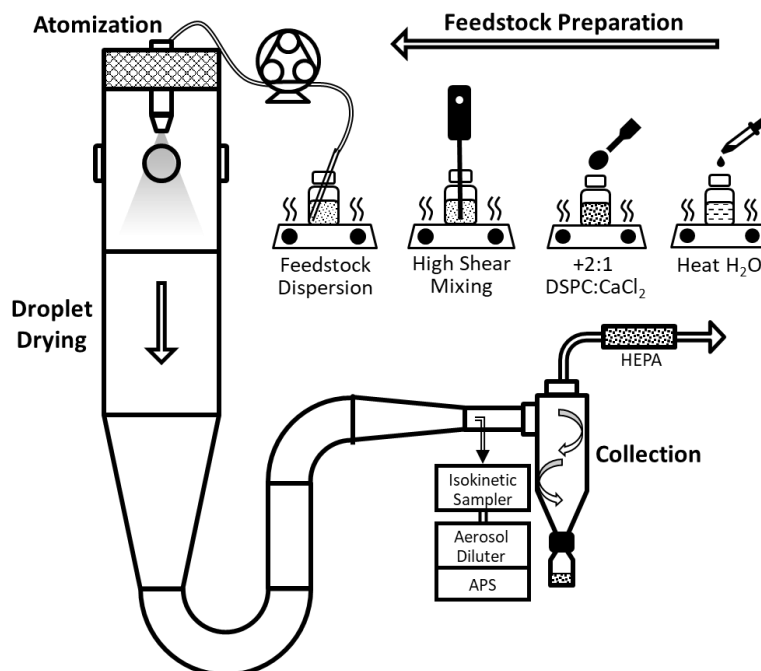 Atomization
Feedstock Preparation
Feedstock
Dispersion
High Shear
Mixing
+2:1
DSPC:CaCl₂
Heat H₂O
Droplet
Drying
HEPA
Collection
Isokinetic
Sampler
Aerosol
Diluter
APS